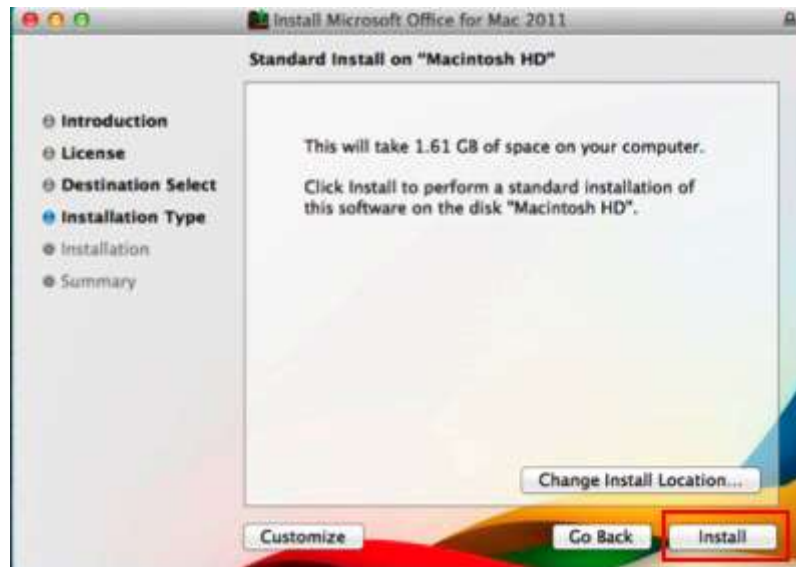 Install Microsoft Office for Mac 2011
Standard Install on "Macintosh HD"
Introduction
License
Destination Select
Installation Type
Installation
Summary
This will take 1.61 GB of space on your computer.
Click Install to perform a standard installation of
this software on the disk "Macintosh HD".
Change Install Location...
Customize
Go Back
Install